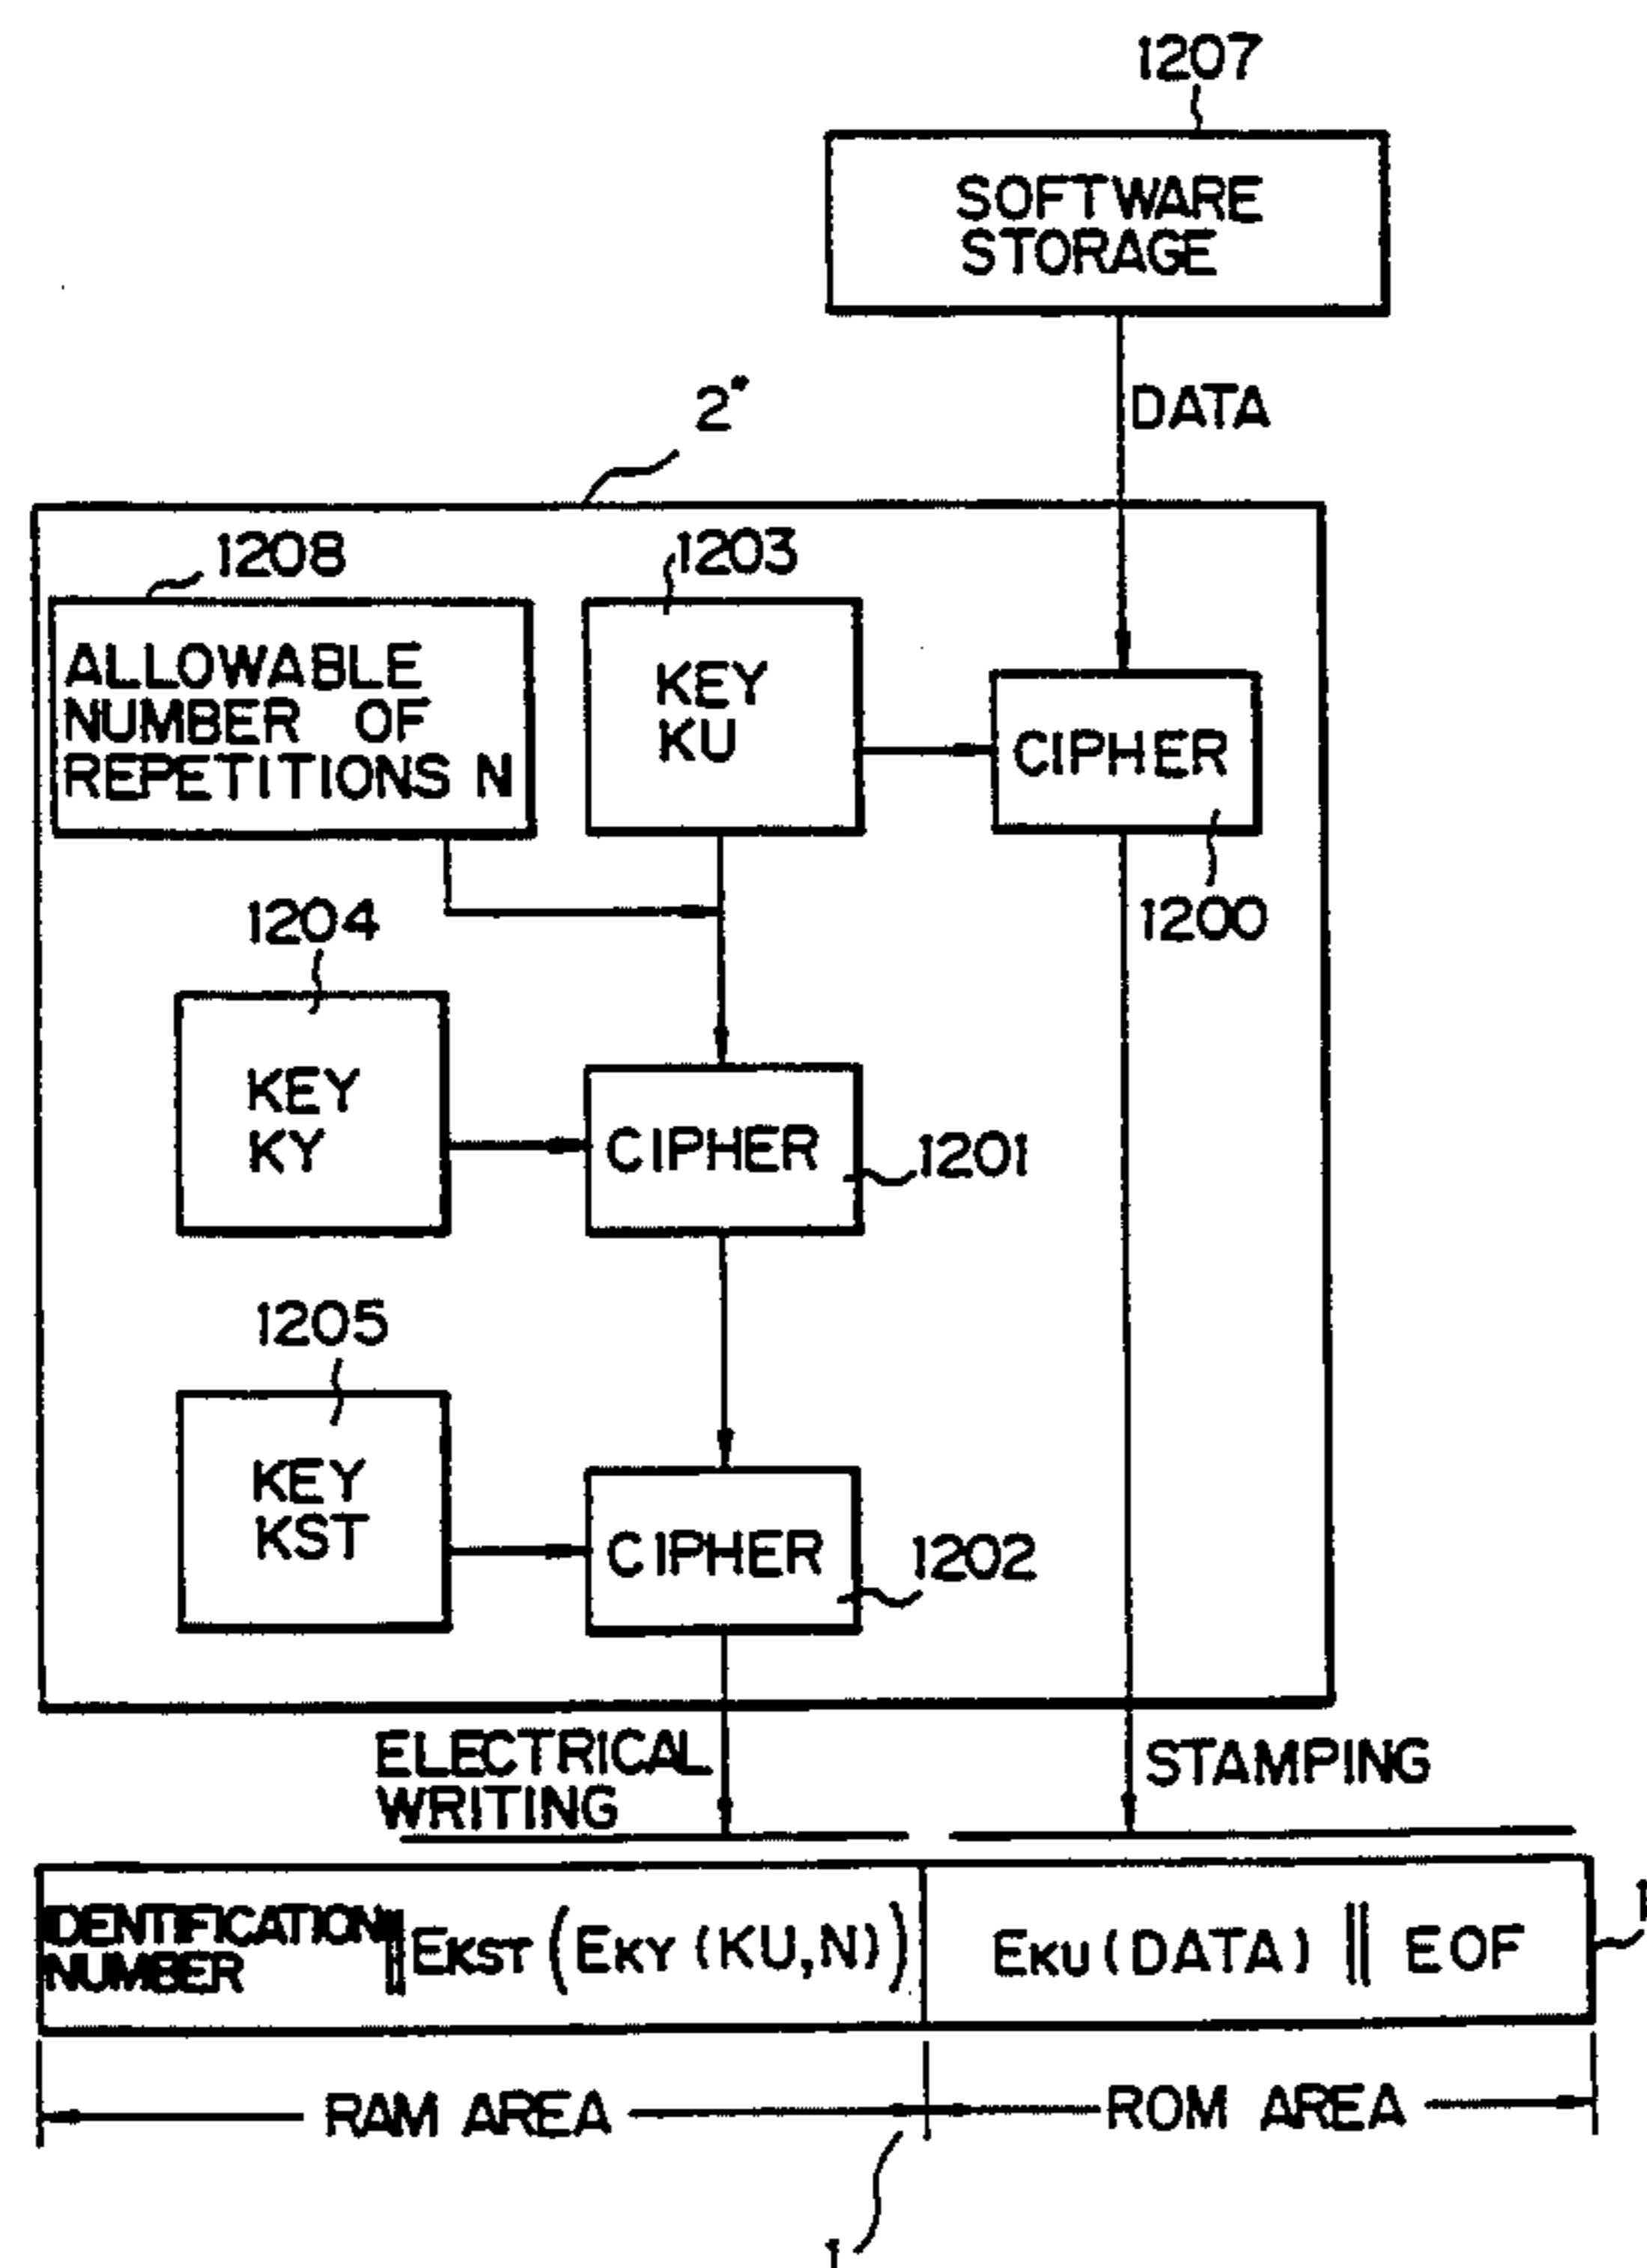 1207
SOFTWARE
STORAGE
2"
DATA
1208
1203
ALLOWABLE
NUMBER OF
REPETITIONS N
KEY
KU
CIPHER
1204
1200
KEY
KY
CIPHER
1201
1205
KEY
KST
CIPHER
1202
ELECTRICAL
WRITING
STAMPING
IDENTIFICATION
NUMBER
|| EKST (EKY (KU,N))
EKU (DATA) || EOF
1
RAM AREA
ROM AREA
1